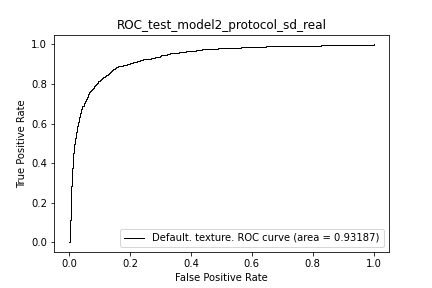 ROC_test_model2_protocol_sd_real
True Positive Rate
1.0
0.8
0.6
0.4
0.2
0.0
Default. texture. ROC curve (area = 0.93187)
0.0 0.2 0.4 0.6 0.8 1.0
False Positive Rate